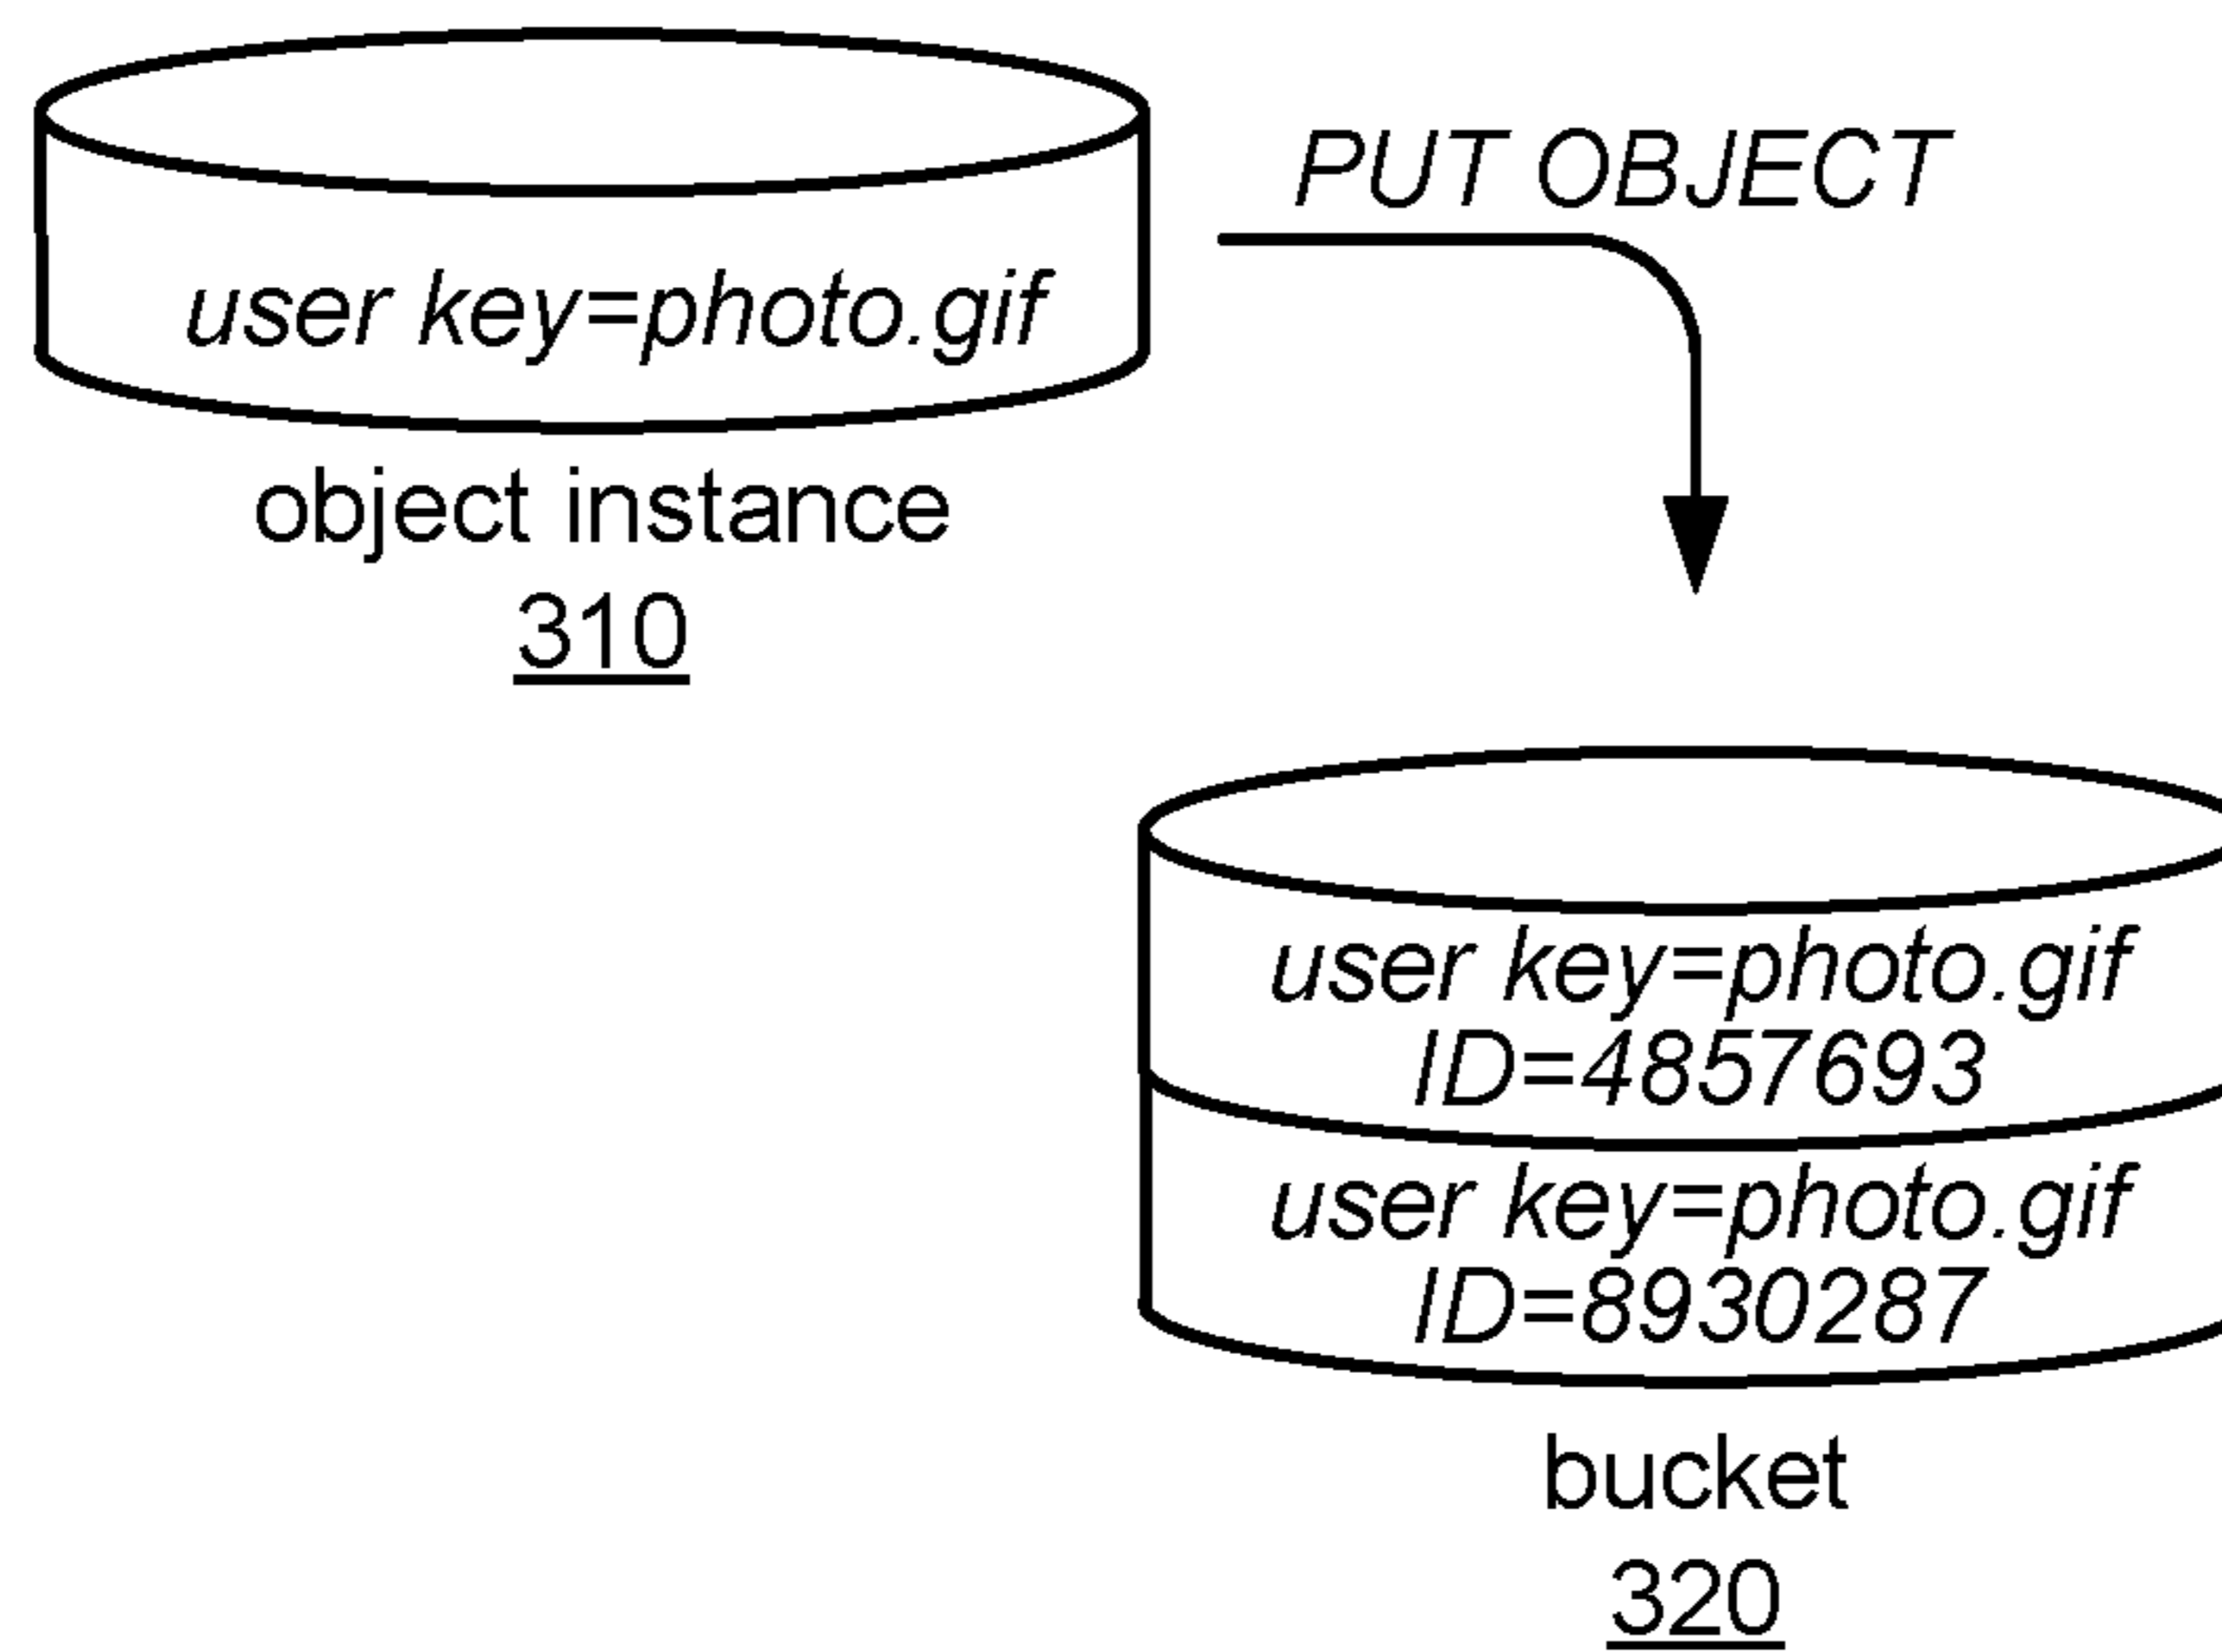 PUT OBJECT
user key=photo.gif
object instance
310
user key=photo.gif
ID=4857693
user key=photo.gif
ID=8930287
bucket
320